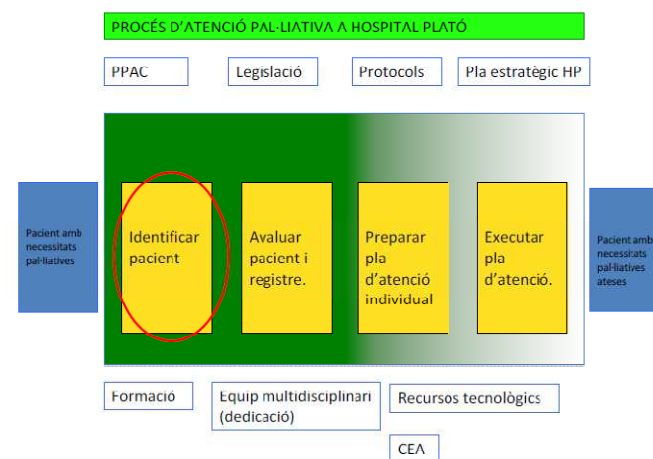 PROCÉS D'ATENCIÓ PAL·LIATIVA A HOSPITAL PLATÓ
PPAC
Legislació
Protocols
Pla estratègic HP
Pacient amb
necessitats
pal·liatives
Identificar
pacient
Avaluar
pacient i
registre.
Preparar
pla
d'atenció
individual
Executar
pla
d'atenció.
Pacient amb
necessitats
pal·liatives
ateses
Formació
Equip multidisciplinari
(dedicació)
Recursos tecnològics
CEA